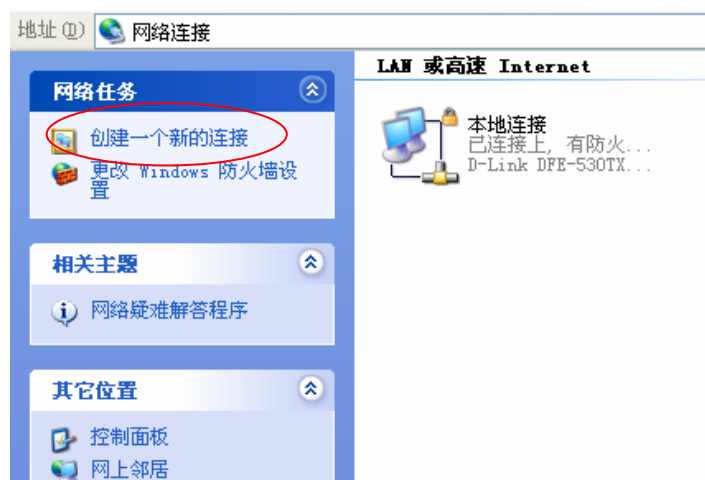 地址(D) 网络连接
网络任务
创建一个新的连接
更改 Windows 防火墙设
置
相关主题
网络疑难解答程序
其它位置
控制面板
网上邻居
LAN 或高速 Internet
本地连接
已连接上, 有防火...
D-Link DFE-530TX...